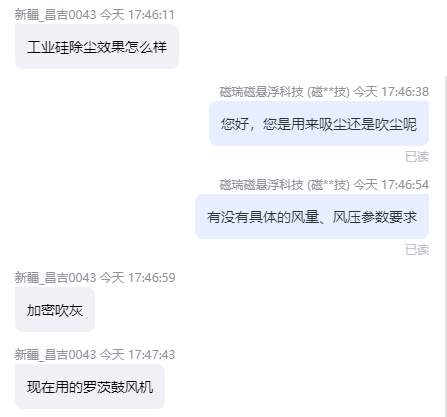 新疆_昌吉0043 今天 17:46:11
工业硅除尘效果怎么样
磁瑞磁悬浮科技 (磁**技) 今天 17:46:38
您好，您是用来吸尘还是吹尘呢
已读
磁瑞磁悬浮科技 (磁**技) 今天 17:46:54
有没有具体的风量、风压参数要求
已读
新疆_昌吉0043 今天 17:46:59
加密吹灰
新疆_昌吉0043 今天 17:47:43
现在用的罗茨鼓风机